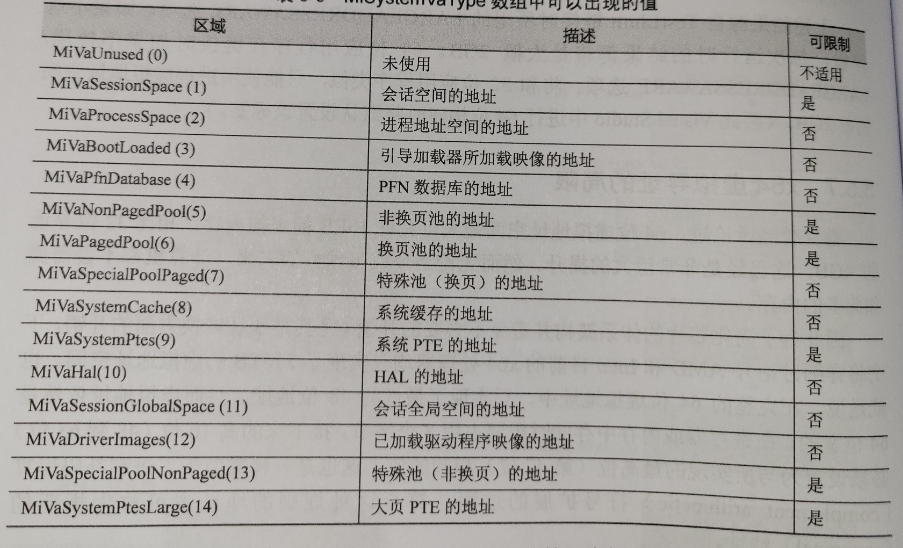 MiSystemVaType 数组中可以出现的值
区域 描述 可限制
MiVaUnused (0) 未使用 不适用
MiVaSessionSpace (1) 会话空间的地址 是
MiVaProcessSpace (2) 进程地址空间的地址 否
MiVaBootLoaded (3) 引导加载器所加载映像的地址 否
MiVaPfnDatabase (4) PFN 数据库的地址 否
MiVaNonPagedPool(5) 非换页池的地址 是
MiVaPagedPool(6) 换页池的地址 是
MiVaSpecialPoolPaged(7) 特殊池（换页）的地址 否
MiVaSystemCache(8) 系统缓存的地址 否
MiVaSystemPtes(9) 系统 PTE 的地址 是
MiVaHal(10) HAL 的地址 否
MiVaSessionGlobalSpace (11) 会话全局空间的地址 否
MiVaDriverImages(12) 已加载驱动程序映像的地址 否
MiVaSpecialPoolNonPaged(13) 特殊池（非换页）的地址 是
MiVaSystemPtesLarge(14) 大页 PTE 的地址 是